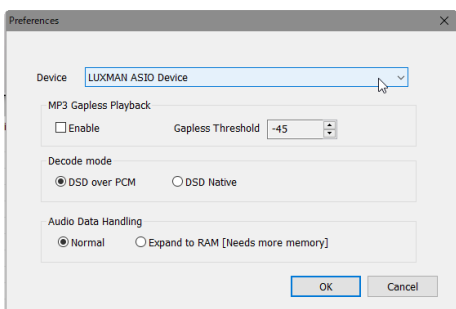 Preferences
Device LUXMAN ASIO Device
MP3 Gapless Playback
Enable Gapless Threshold -45
Decode mode
DSD over PCM DSD Native
Audio Data Handling
Normal Expand to RAM [Needs more memory]
OK Cancel